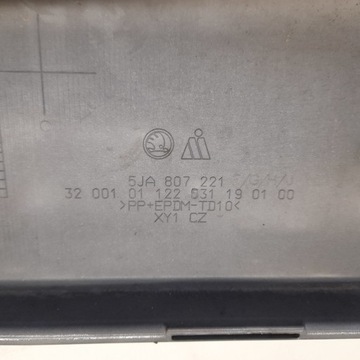 5JA 807 221
32 001 01 122 531 19 01 00
>PP+EPDM-TD10<
XY1 CZ